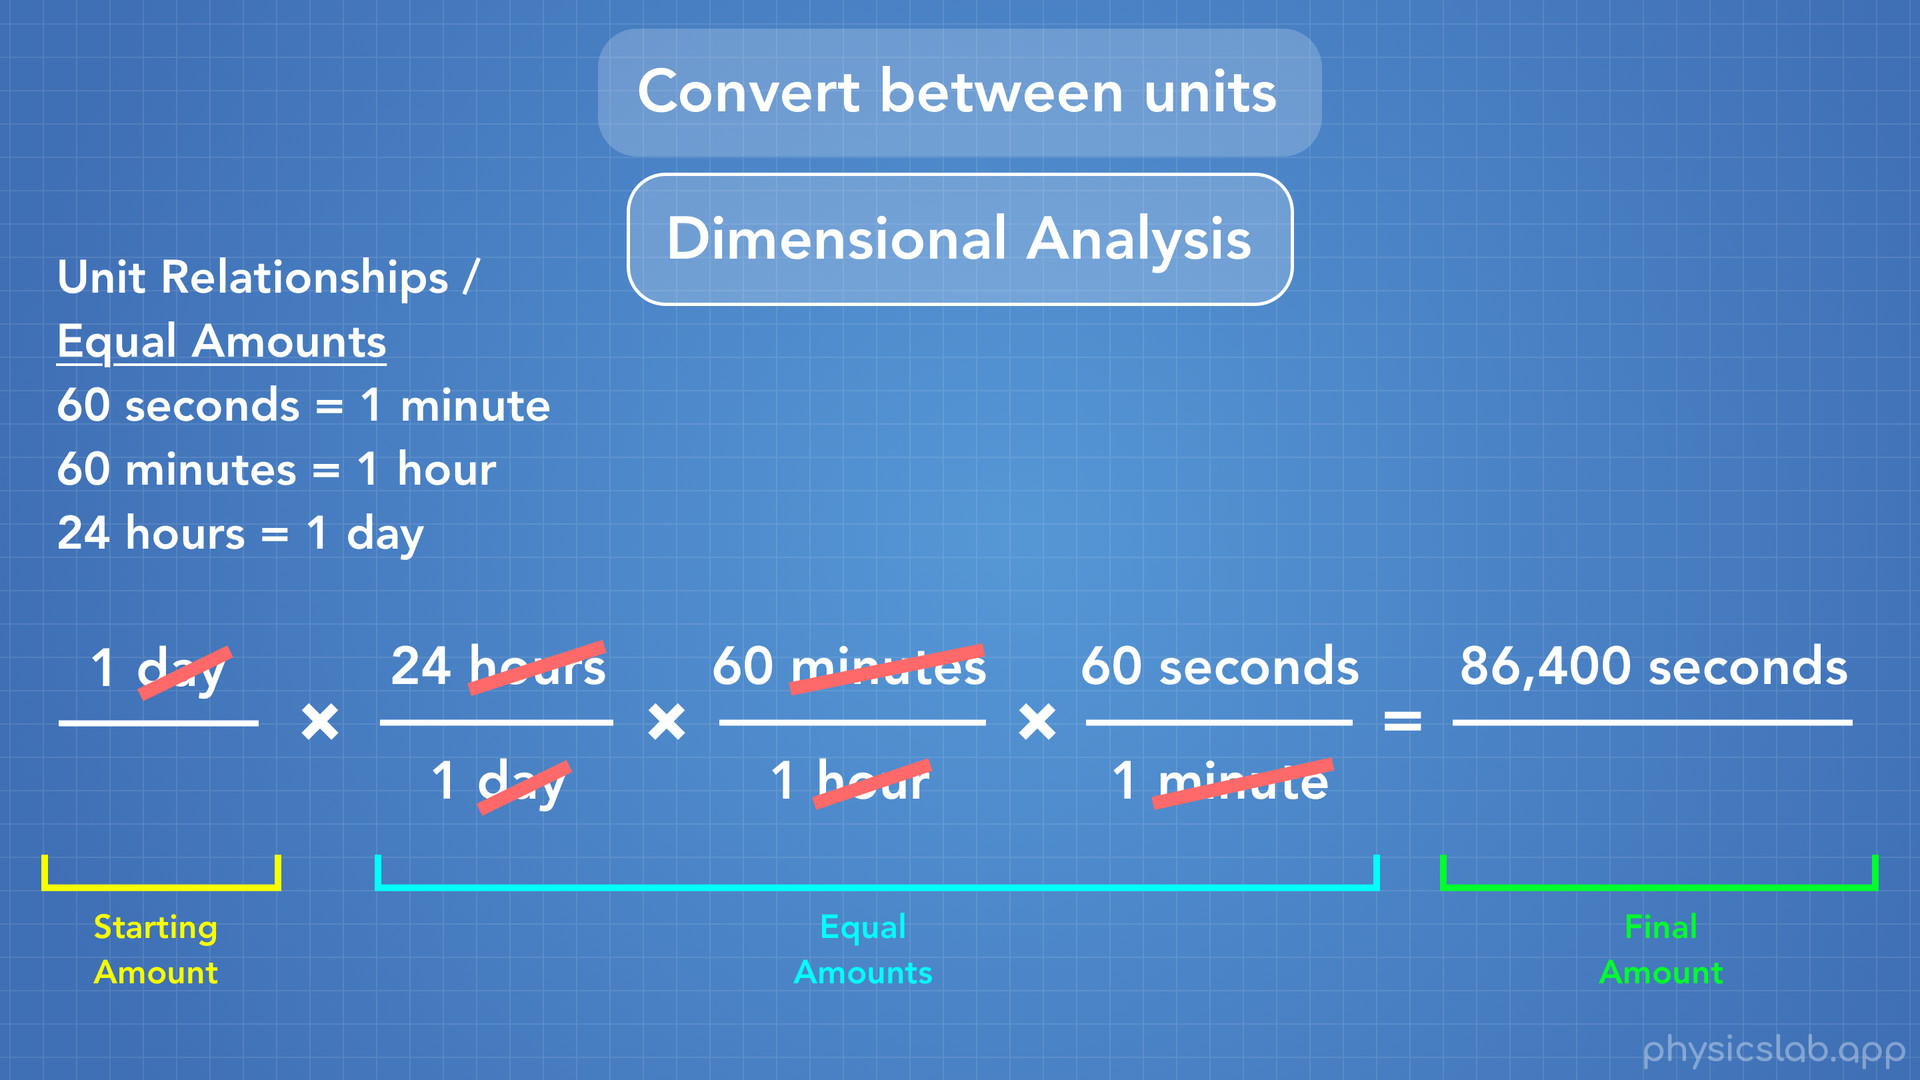 Convert between units
Dimensional Analysis
Unit Relationships /
Equal Amounts
60 seconds = 1 minute
60 minutes = 1 hour
24 hours = 1 day
1 day × 24 hours × 60 minutes × 60 seconds = 86,400 seconds
1 day 1 hour 1 minute
Starting Equal Final
Amount Amounts Amount
physicslab.app